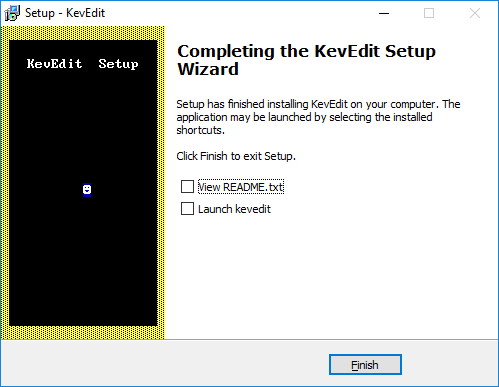 Setup - KevEdit
KevEdit Setup
Completing the KevEdit Setup
Wizard
Setup has finished installing KevEdit on your computer. The
application may be launched by selecting the installed
shortcuts.
Click Finish to exit Setup.
View README.txt
Launch kevedit
Finish